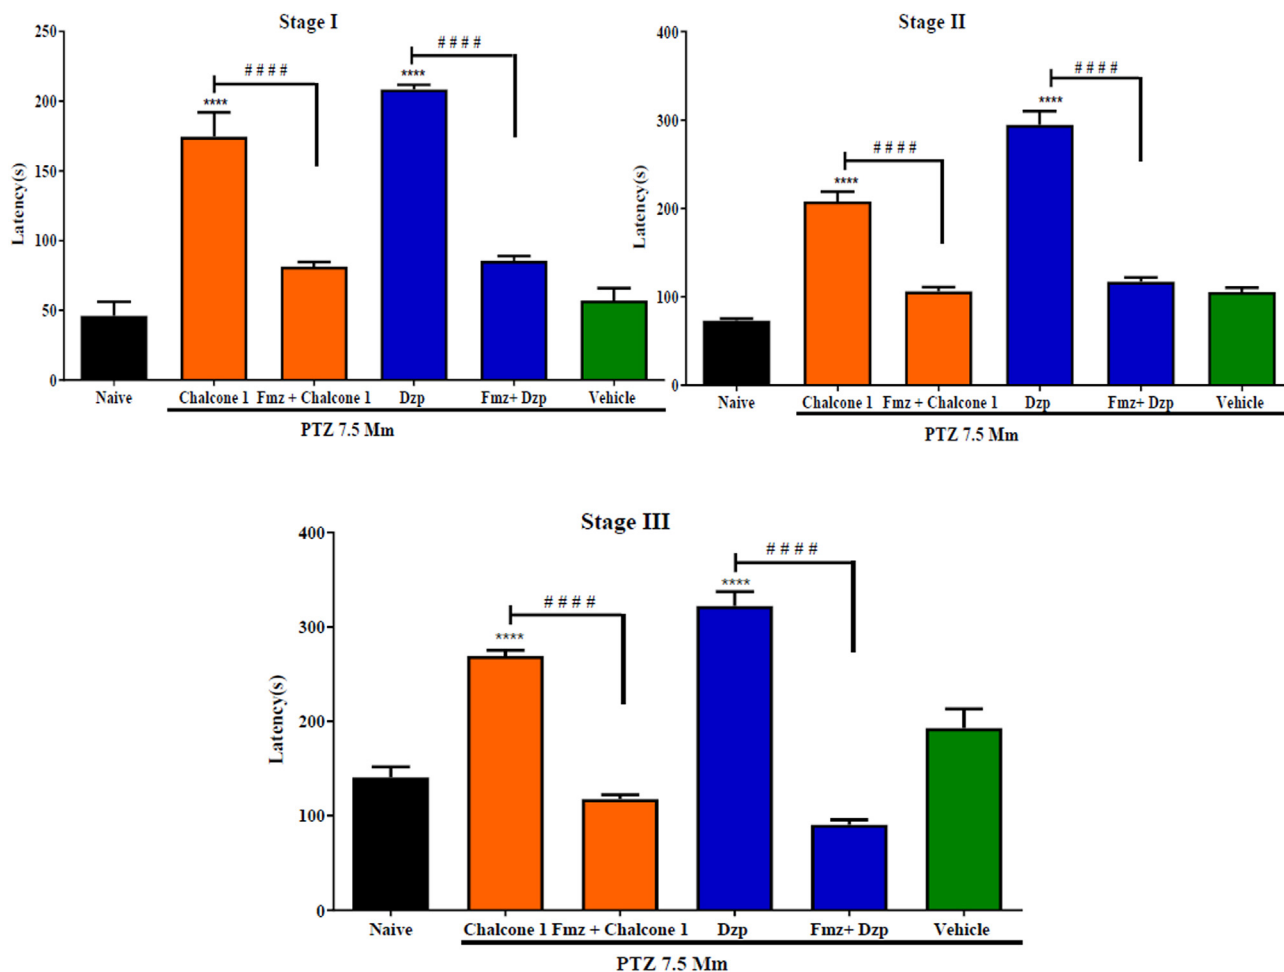 Stage I
250
200
150
100
50
0
Latency(s)
####
####
****
****
Naive Chalcone 1 Fmz + Chalcone 1 Dzp Fmz+ Dzp Vehicle
PTZ 7.5 Mm
Stage II
400
300
200
100
0
Latency(s)
####
####
****
****
Naive Chalcone 1 Fmz + Chalcone 1 Dzp Fmz+ Dzp Vehicle
PTZ 7.5 Mm
Stage III
400
300
200
100
0
Latency(s)
####
####
****
****
Naive Chalcone 1 Fmz + Chalcone 1 Dzp Fmz+ Dzp Vehicle
PTZ 7.5 Mm